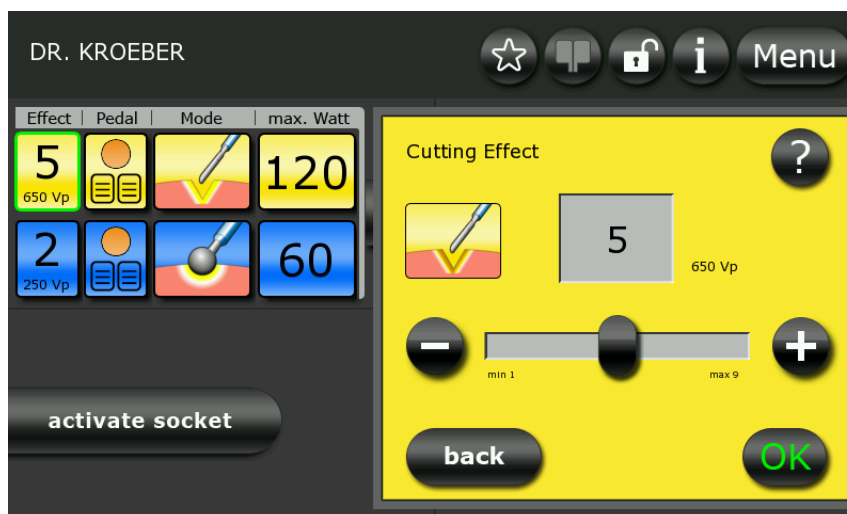 DR. KROEBER
i
Menu
Effect | Pedal | Mode | max. Watt
5
650 Vp
120
2
250 Vp
60
activate socket
Cutting Effect
?
5
650 Vp
−
+
min 1
max 9
back
OK